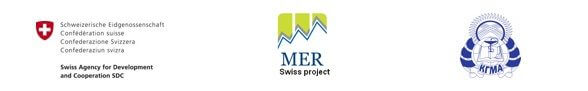 Schweizerische Eidgenossenschaft
Confédération suisse
Confederazione Svizzera
Confederaziun svizra
Swiss Agency for Development
and Cooperation SDC
MER
Swiss project
КГМА